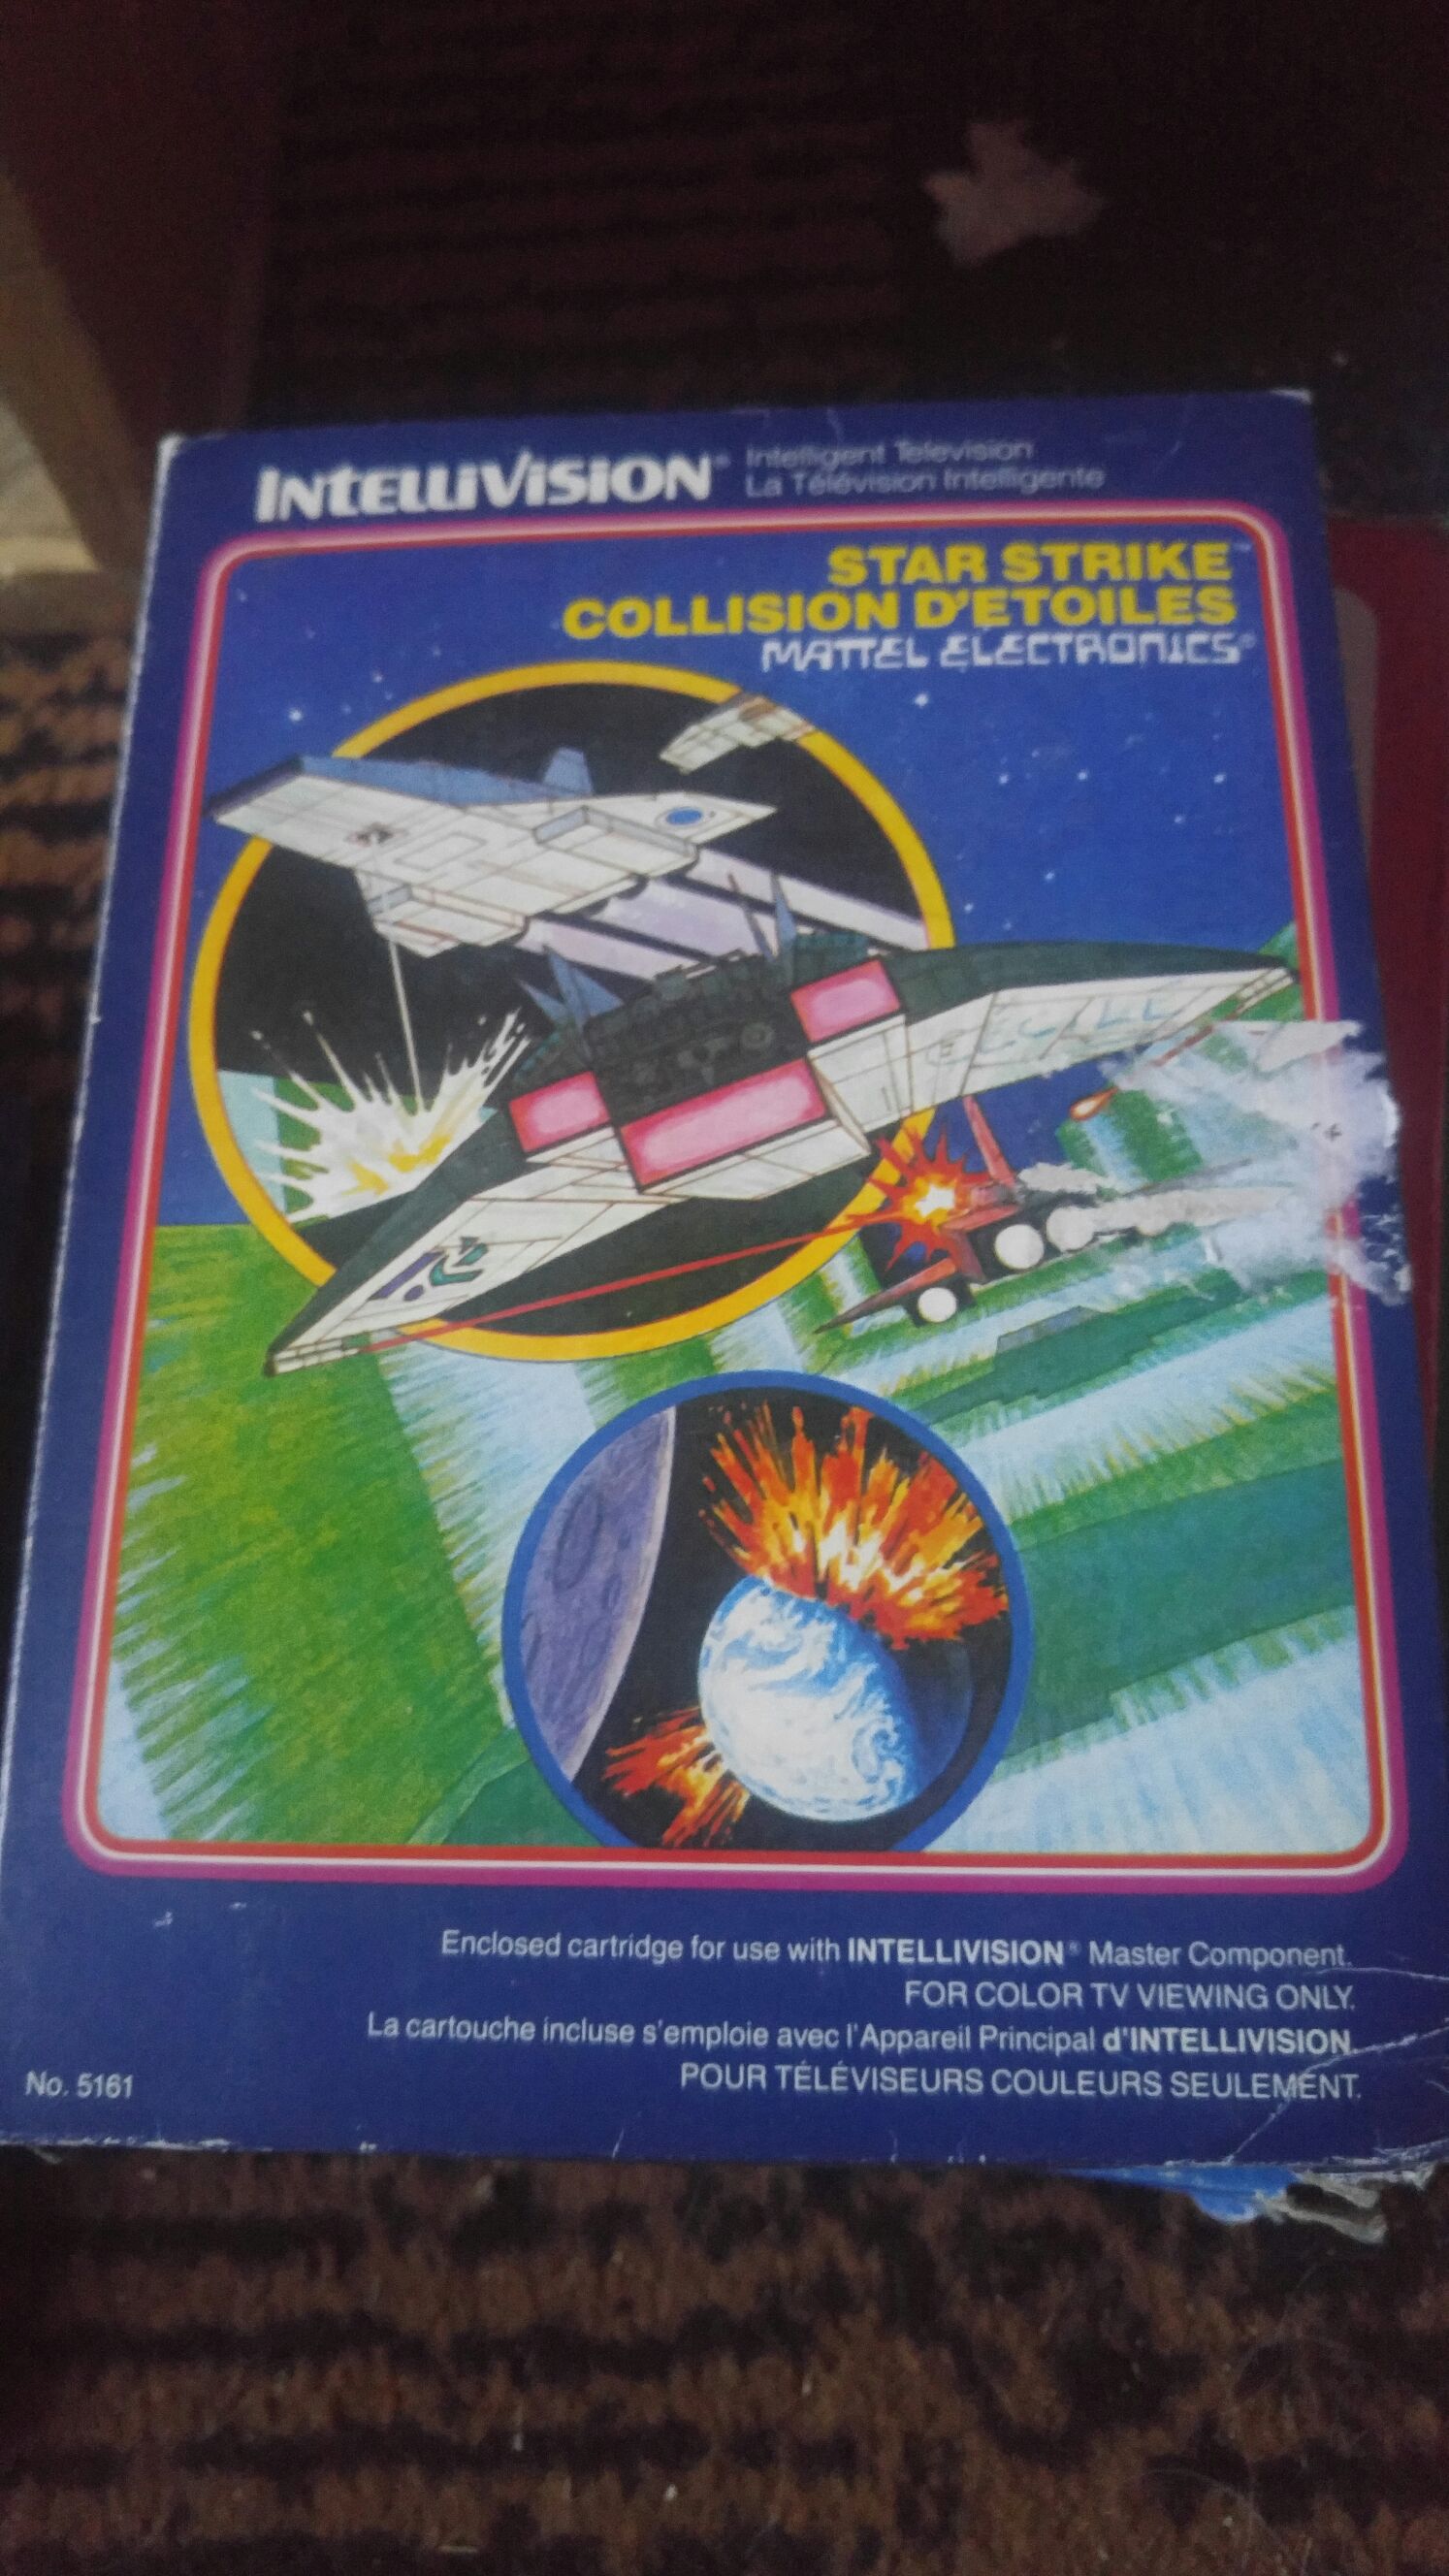 INTELLIVISION® Intelligent Television
La Télévision Intelligente
STAR STRIKE™
COLLISION D'ETOILES
MATTEL ELECTRONICS®
Enclosed cartridge for use with INTELLIVISION® Master Component.
FOR COLOR TV VIEWING ONLY.
La cartouche incluse s'emploie avec l'Appareil Principal d'INTELLIVISION.
POUR TÉLÉVISEURS COULEURS SEULEMENT.
No. 5161